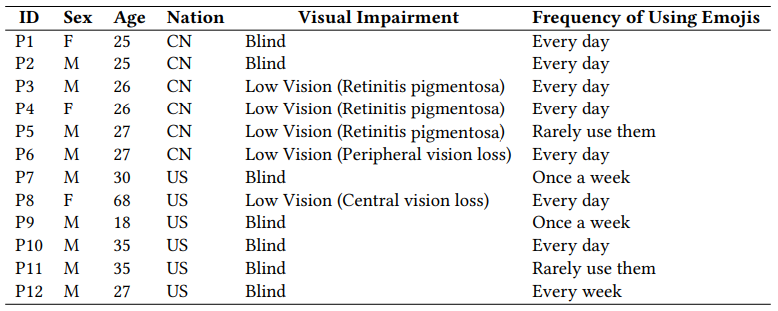 ID Sex Age Nation Visual Impairment Frequency of Using Emojis
P1 F 25 CN Blind Every day
P2 M 25 CN Blind Every day
P3 M 26 CN Low Vision (Retinitis pigmentosa) Every day
P4 F 26 CN Low Vision (Retinitis pigmentosa) Every day
P5 M 27 CN Low Vision (Retinitis pigmentosa) Rarely use them
P6 M 27 CN Low Vision (Peripheral vision loss) Every day
P7 M 30 US Blind Once a week
P8 F 68 US Low Vision (Central vision loss) Every day
P9 M 18 US Blind Once a week
P10 M 35 US Blind Every day
P11 M 35 US Blind Rarely use them
P12 M 27 US Blind Every week